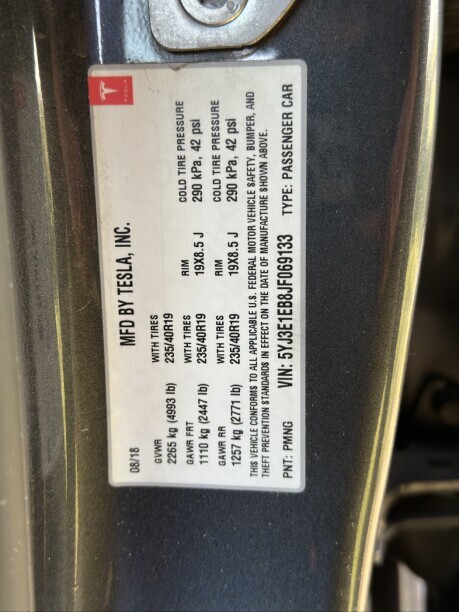 TESLA
MFD BY TESLA, INC.
08/18
GVWR WITH TIRES
2265 kg (4993 lb) 235/40R19
GAWR FRT WITH TIRES RIM COLD TIRE PRESSURE
1110 kg (2447 lb) 235/40R19 19X8.5 J 290 kPa, 42 psi
GAWR RR WITH TIRES RIM COLD TIRE PRESSURE
1257 kg (2771 lb) 235/40R19 19X8.5 J 290 kPa, 42 psi
THIS VEHICLE CONFORMS TO ALL APPLICABLE U.S. FEDERAL MOTOR VEHICLE SAFETY, BUMPER, AND
THEFT PREVENTION STANDARDS IN EFFECT ON THE DATE OF MANUFACTURE SHOWN ABOVE.
PNT: PMNG VIN: 5YJ3E1EB8JF069133 TYPE: PASSENGER CAR